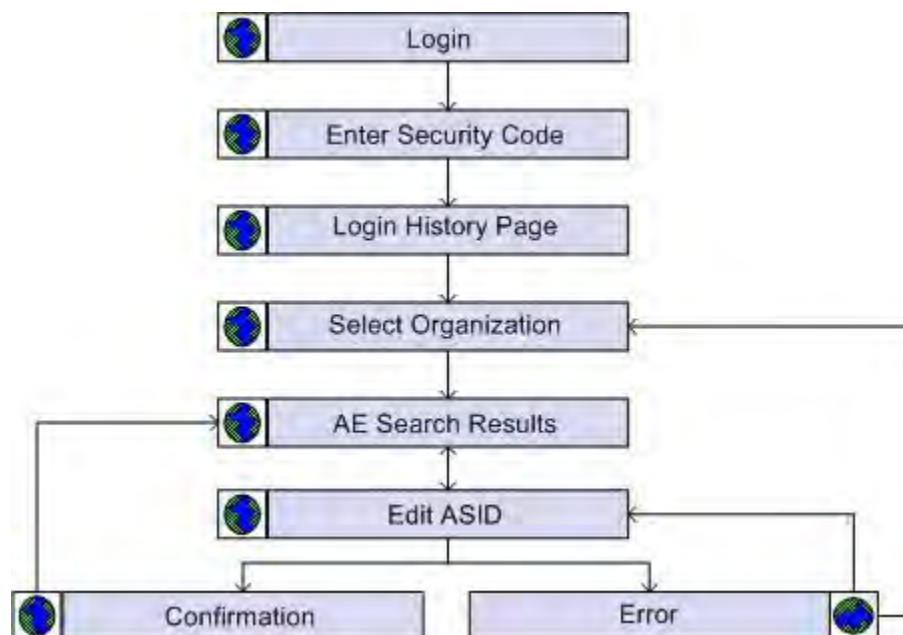 Login
Enter Security Code
Login History Page
Select Organization
AE Search Results
Edit ASID
Confirmation
Error